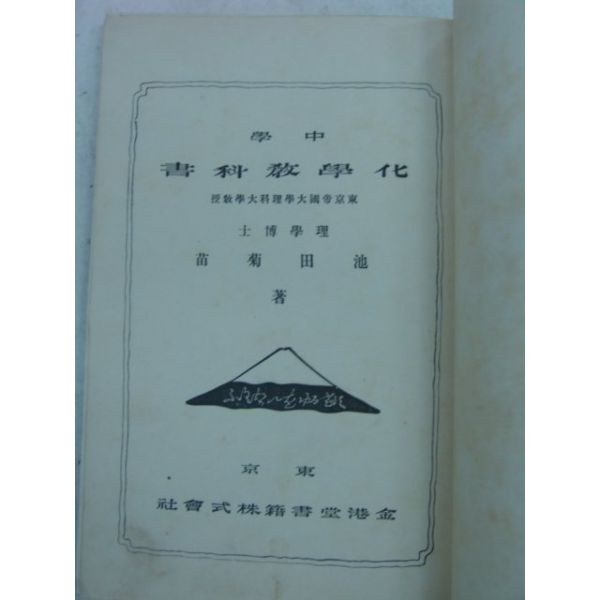 中學
化學教科書
東京帝國大學理科大學教授
理學博士
池田菊苗
著
東京
金港堂書籍株式會社